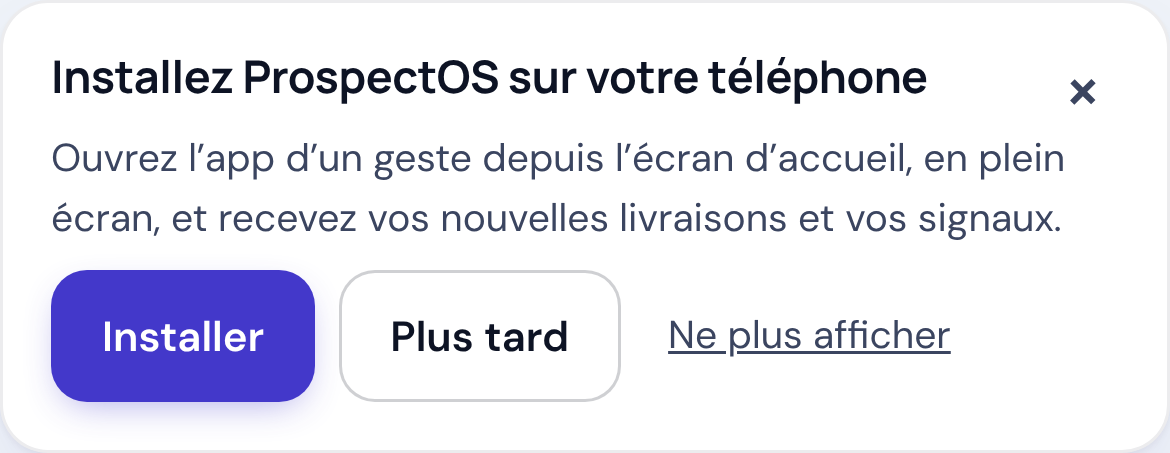 Installez ProspectOS sur votre téléphone
×
Ouvrez l’app d’un geste depuis l’écran d’accueil, en plein
écran, et recevez vos nouvelles livraisons et vos signaux.
Installer
Plus tard
Ne plus afficher